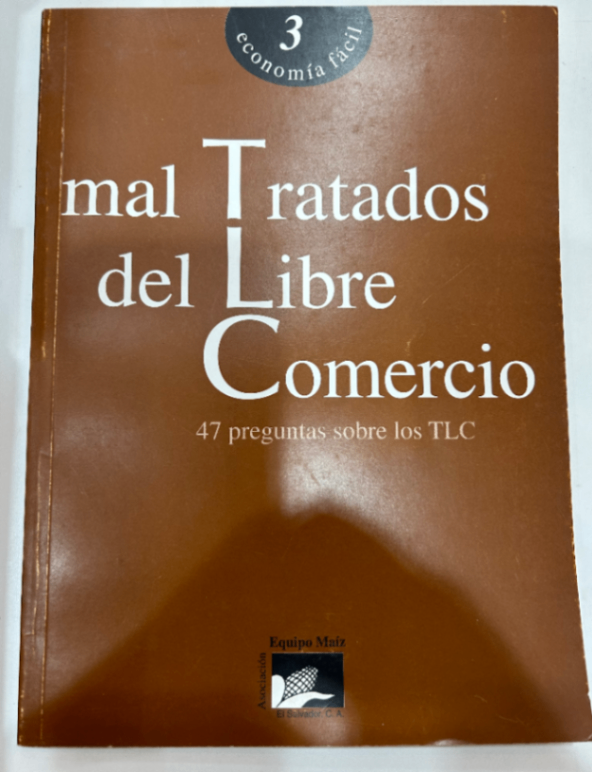 3
economía fácil
mal Tratados
del Libre
Comercio
47 preguntas sobre los TLC
Equipo Maíz
Asociación
El Salvador, C. A.